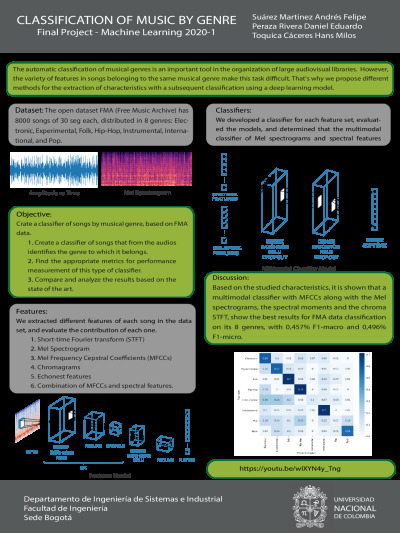 CLASSIFICATION OF MUSIC BY GENRE
Final Project - Machine Learning 2020-1
Suárez Martínez Andrés Felipe
Peraza Rivera Daniel Eduardo
Toquica Cáceres Hans Milos
The automatic classification of musical genres is an important tool in the organization of large audiovisual libraries. However,
the variety of features in songs belonging to the same musical genre make this task difficult. That's why we propose different
methods for the extraction of characteristics with a subsequent classification using a deep learning model.
Dataset: The open dataset FMA (Free Music Archive) has
8000 songs of 30 seg each, distributed in 8 genres: Elec-
tronic, Experimental, Folk, Hip-Hop, Instrumental, Interna-
tional, and Pop.
Amplitude vs Time
Mel Spectrogram
Objective:
Crate a classifier of songs by musical genre, based on FMA
data.
1. Create a classifier of songs that from the audios
identifies the genre to which it belongs.
2. Find the appropriate metrics for performance
measurement of this type of classifier.
3. Compare and analyze the results based on the
state of the art.
Features:
We extracted different features of each song in the data
set, and evaluate the contribution of each one.
1. Short-time Fourier transform (STFT)
2. Mel Spectrogram
3. Mel Frequency Cepstral Coefficients (MFCCs)
4. Chromagrams
5. Echonest features
6. Combination of MFCCs and spectral features.
Classifiers:
We developed a classifier for each feature set, evaluat-
ed the models, and determined that the multimodal
classifier of Mel spectrograms and spectral features
Multimodal Classifier Model
Discussion:
Based on the studied characteristics, it is shown that a
multimodal classifier with MFCCs along with the Mel
spectrograms, the spectral moments and the chroma
STFT, show the best results for FMA data classification
on its 8 genres, with 0,457% F1-macro and 0,496%
F1-micro.
https://youtu.be/wlXYN4y_Tng
Departamento de Ingeniería de Sistemas e Industrial
Facultad de Ingeniería
Sede Bogotá
UNIVERSIDAD
NACIONAL
DE COLOMBIA